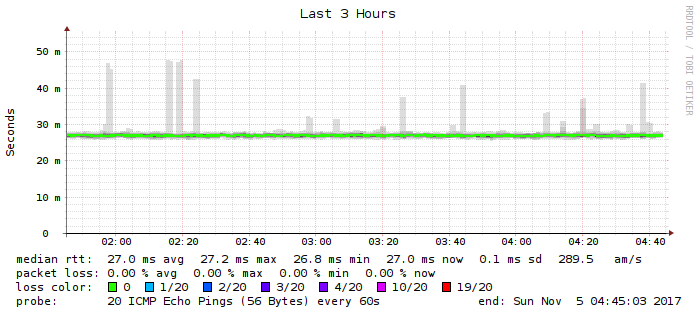 Last 3 Hours
RRDTOOL / TOBI OETIKER
Seconds
50 m
40 m
30 m
20 m
10 m
0
02:00 02:20 02:40 03:00 03:20 03:40 04:00 04:20 04:40
median rtt: 27.0 ms avg 27.2 ms max 26.8 ms min 27.0 ms now 0.1 ms sd 289.5 am/s
packet loss: 0.00 % avg 0.00 % max 0.00 % min 0.00 % now
loss color: 0 1/20 2/20 3/20 4/20 10/20 19/20
probe: 20 ICMP Echo Pings (56 Bytes) every 60s end: Sun Nov 5 04:45:03 2017